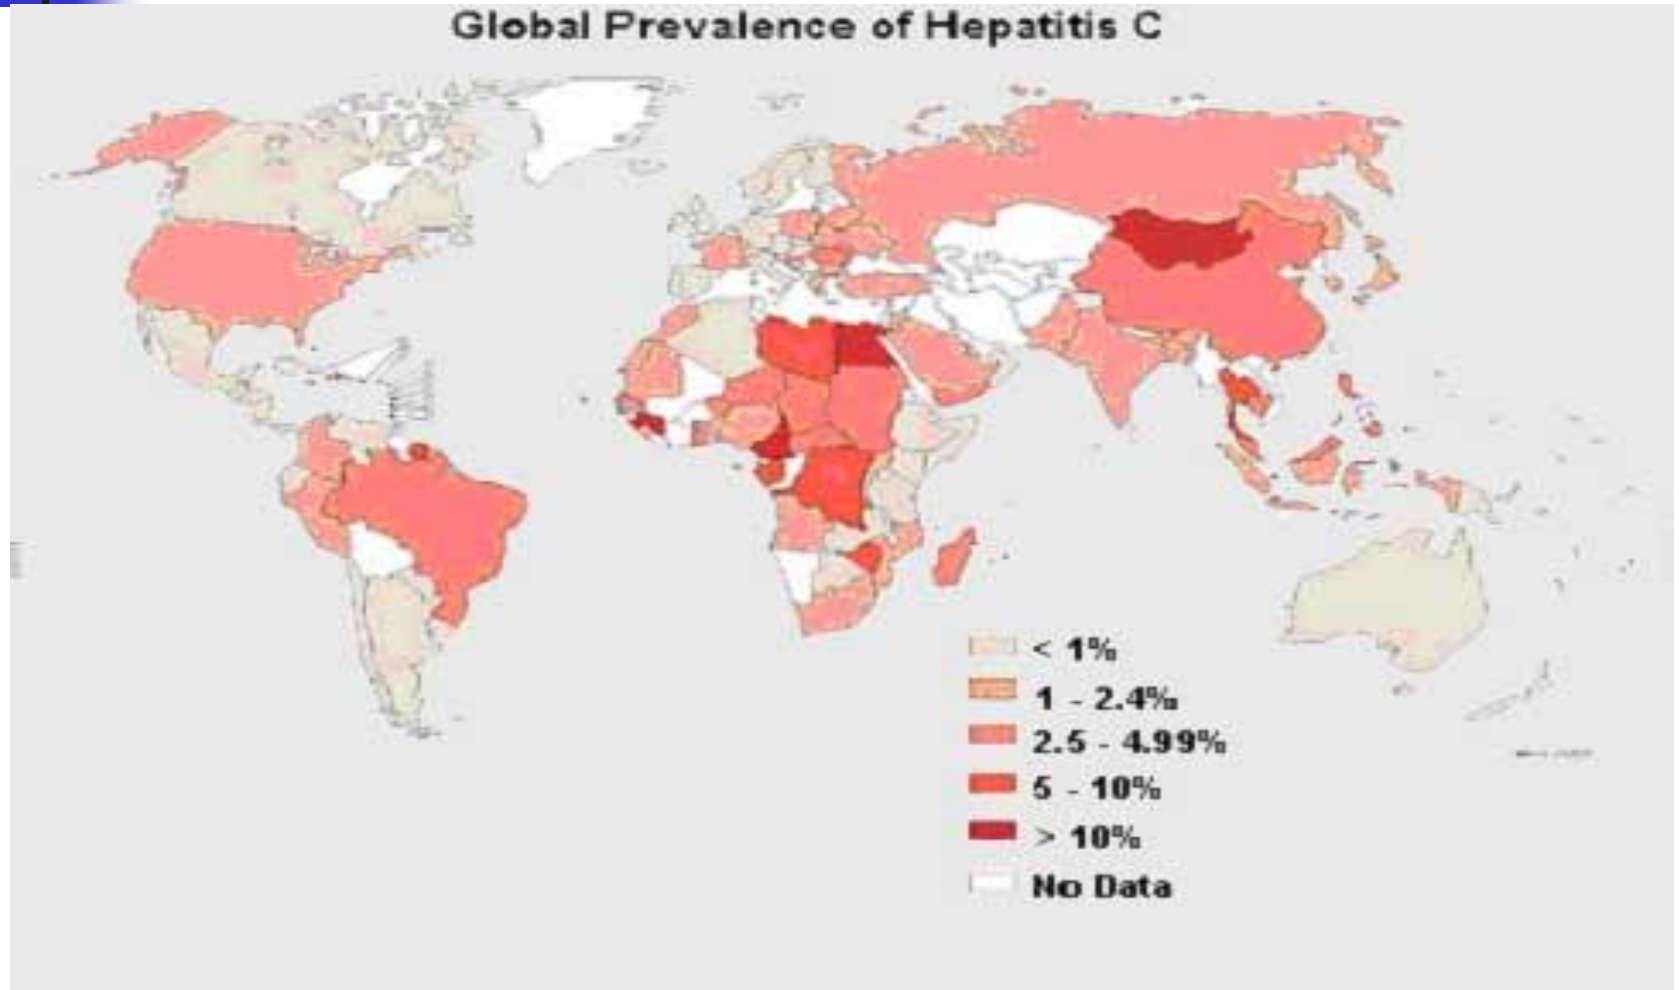 Global Prevalence of Hepatitis C
< 1%
1 - 2.4%
2.5 - 4.99%
5 - 10%
> 10%
No Data